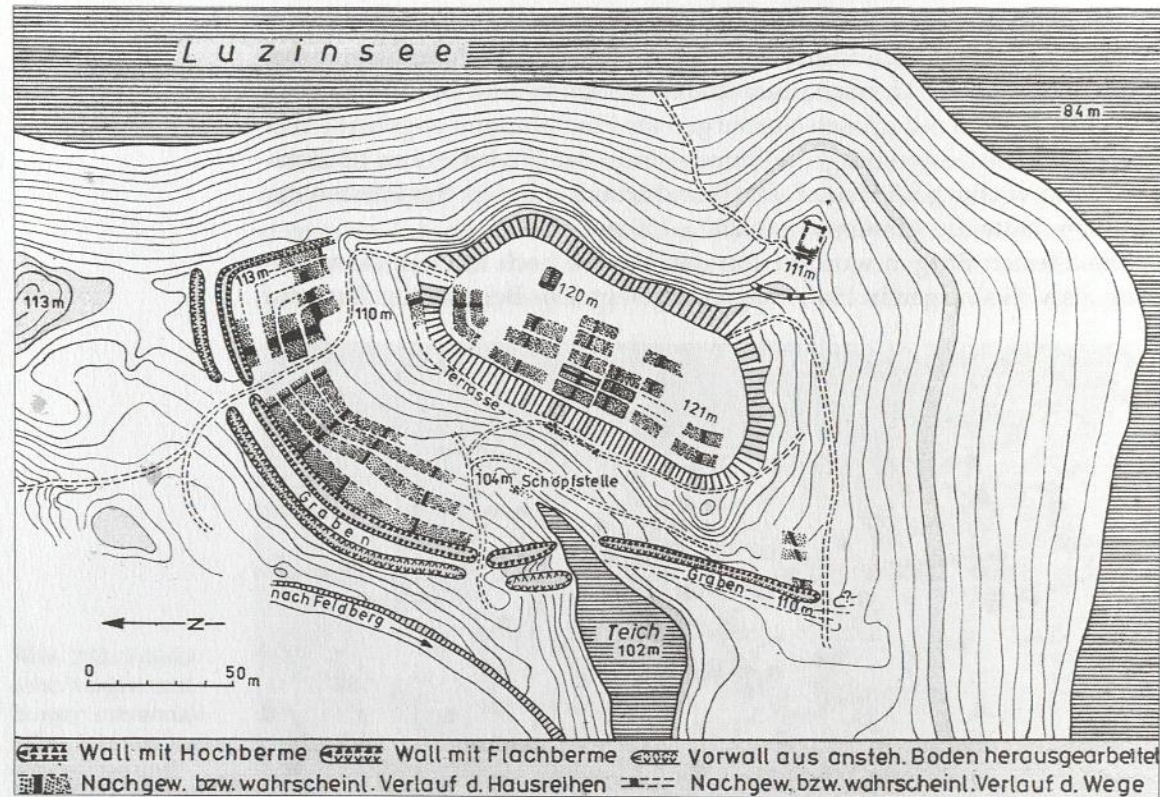 Luzinsee
84m
111m
113m
113m
120m
110m
121m
Terrasse
104m Schöpfstelle
Graben
Graben
110m
nach Feldberg
N
Teich
102m
0 50m
Wall mit Hochberme Wall mit Flachberme Vorwall aus ansteh. Boden herausgearbeitet
Nachgew. bzw. wahrscheinl. Verlauf d. Hausreihen Nachgew. bzw. wahrscheinl. Verlauf d. Wege